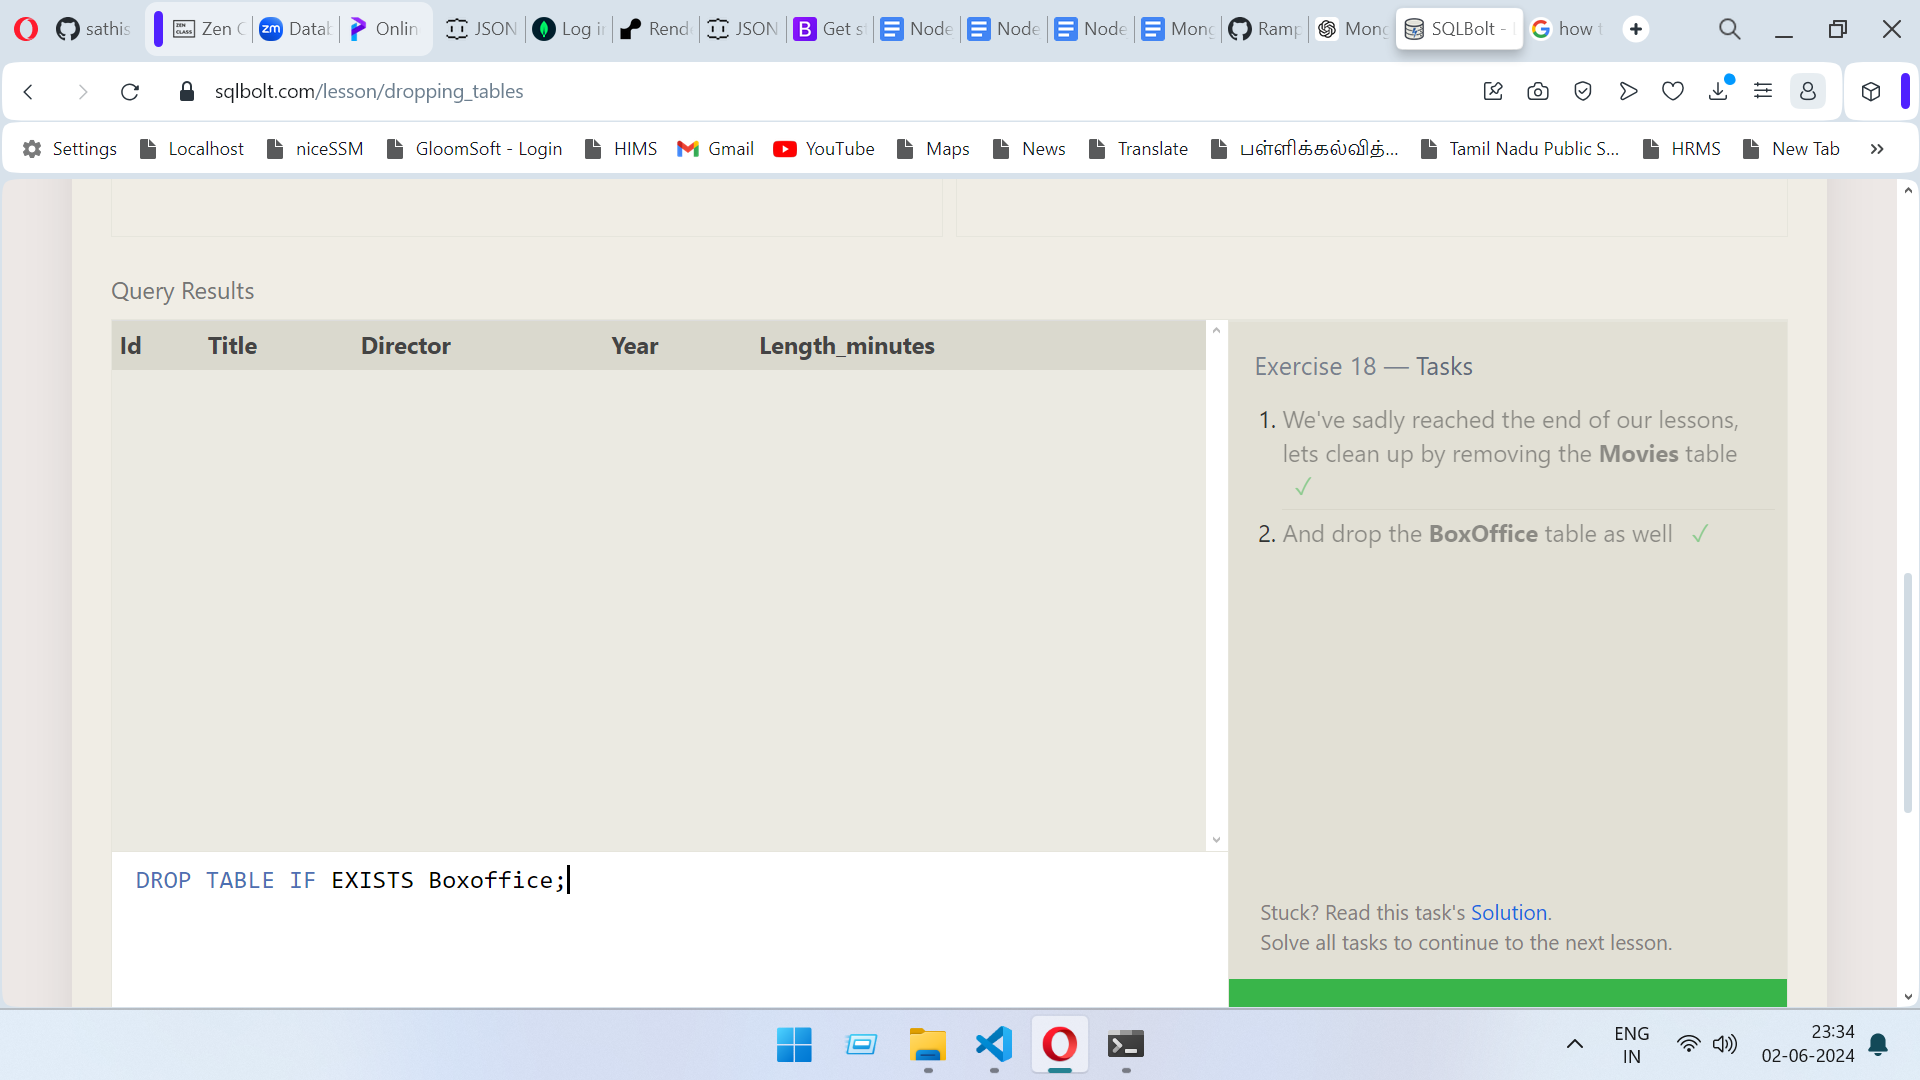 sathis
Zen C
Datab
Onlin
JSON
Log in
Rende
JSON
Get st
Node
Node
Node
Mong
Ramp
Mong
SQLBolt -
how t
sqlbolt.com/lesson/dropping_tables
Settings
Localhost
niceSSM
GloomSoft - Login
HIMS
Gmail
YouTube
Maps
News
Translate
பள்ளிக்கல்வித்...
Tamil Nadu Public S...
HRMS
New Tab
Query Results
Id Title Director Year Length_minutes
Exercise 18 — Tasks
1. We've sadly reached the end of our lessons,
lets clean up by removing the Movies table
✓
2. And drop the BoxOffice table as well ✓
DROP TABLE IF EXISTS Boxoffice;
Stuck? Read this task's Solution.
Solve all tasks to continue to the next lesson.
ENG
IN
23:34
02-06-2024